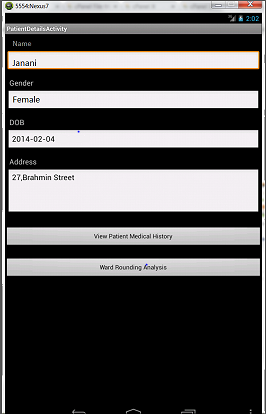 5554:Nexus7
2:02
PatientDetailsActivity
Name
Janani
Gender
Female
DOB
2014-02-04
Address
27,Brahmin Street
View Patient Medical History
Ward Rounding Analysis